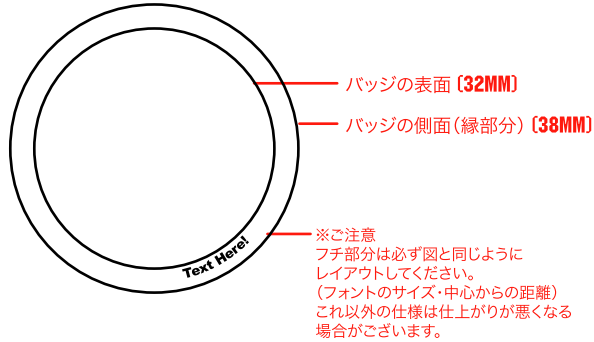 バッジの表面〔32MM〕
バッジの側面（縁部分）〔38MM〕
※ご注意
フチ部分は必ず図と同じように
レイアウトしてください。
（フォントのサイズ・中心からの距離）
これ以外の仕様は仕上がりが悪くなる
場合がございます。
Text Here!